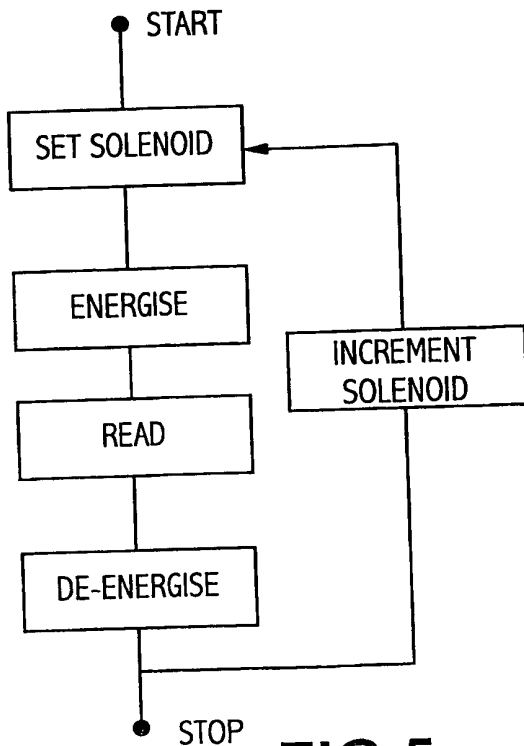 START
SET SOLENOID
ENERGISE
INCREMENT
SOLENOID
READ
DE-ENERGISE
STOP